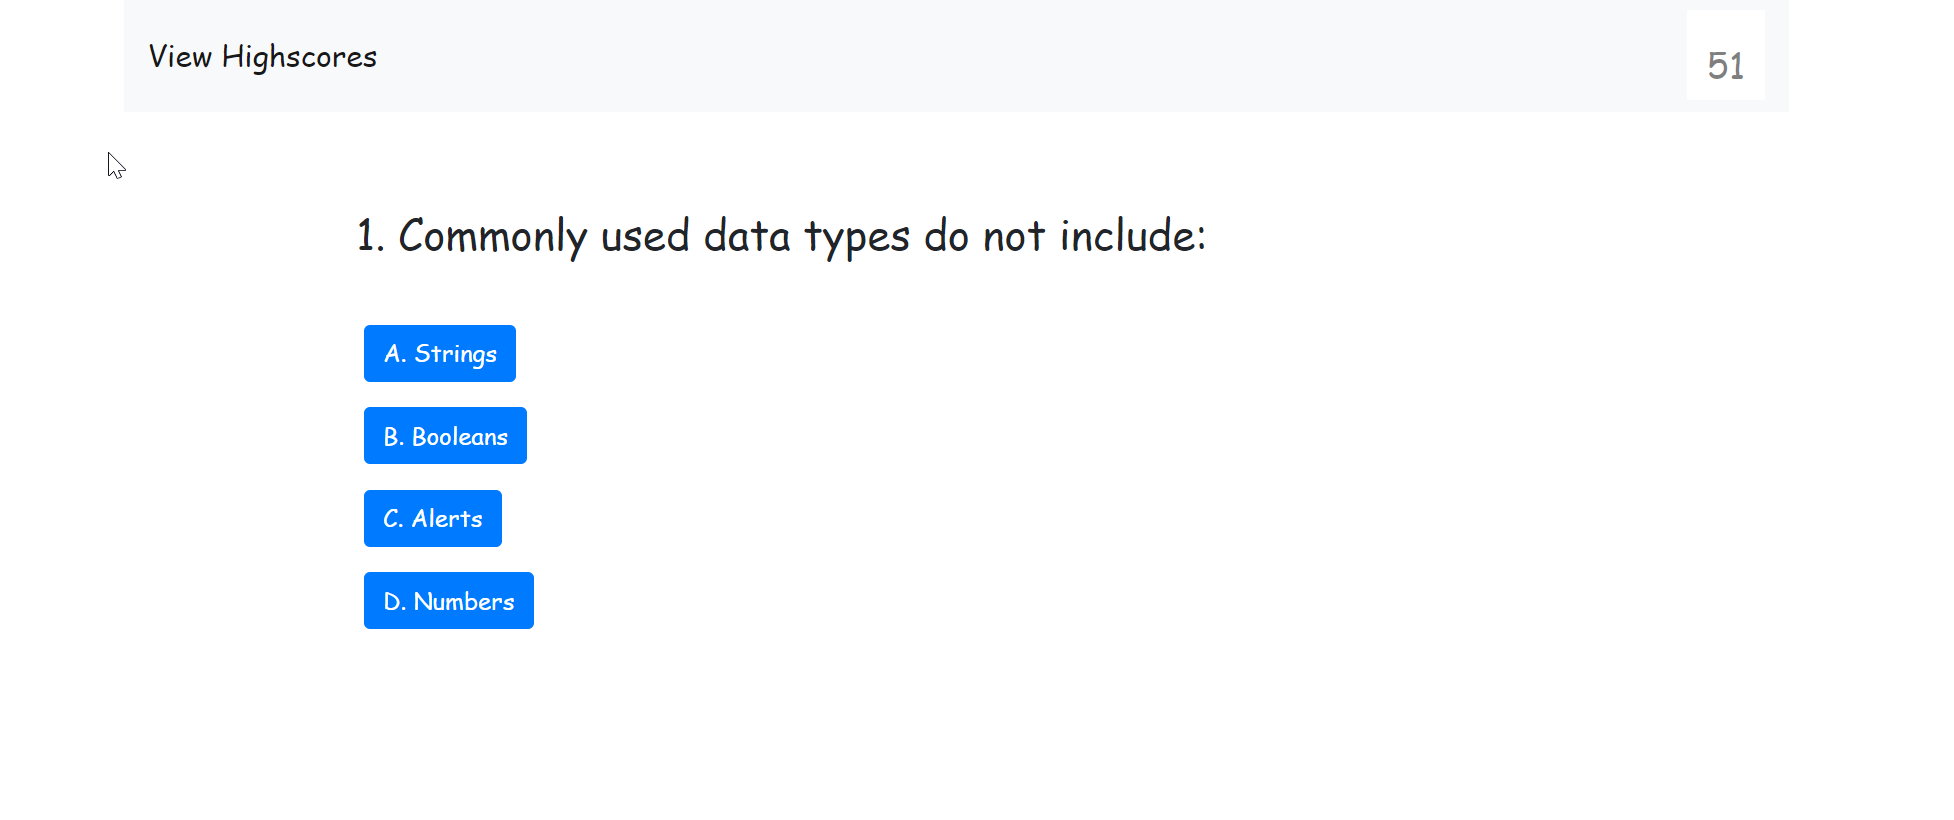 View Highscores
51
1. Commonly used data types do not include:
A. Strings
B. Booleans
C. Alerts
D. Numbers